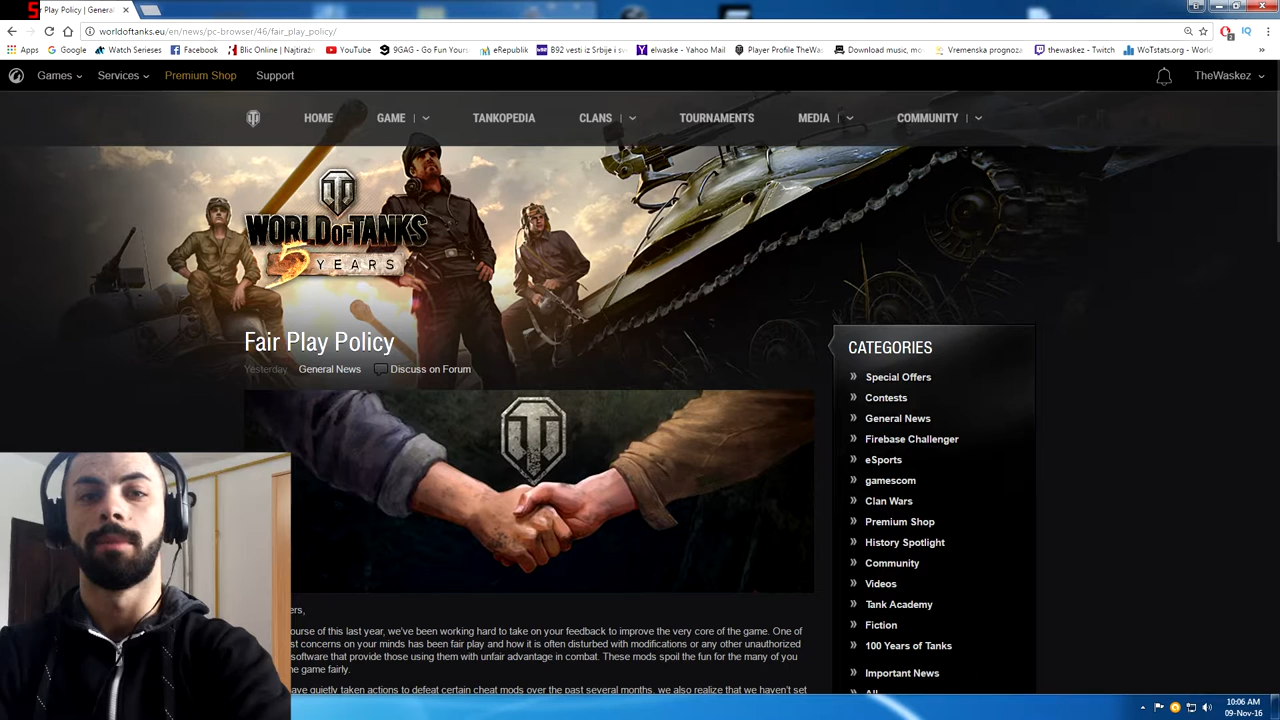 5 Play Policy | General
worldoftanks.eu/en/news/pc-browser/46/fair_play_policy/
Apps Google Watch Serieses Facebook Blic Online | Najtiraž YouTube 9GAG - Go Fun Yours eRepublik B92 vesti iz Srbije i sv elwaske - Yahoo Mail Player Profile TheWas Download music, mo Vremenska prognoza thewaskez - Twitch WoTstats.org - World
Games Services Premium Shop Support TheWaskez
HOME GAME TANKOPEDIA CLANS TOURNAMENTS MEDIA COMMUNITY
WORLD OF TANKS
5 YEARS
Fair Play Policy
Yesterday General News Discuss on Forum
CATEGORIES
Special Offers
Contests
General News
Firebase Challenger
eSports
gamescom
Clan Wars
Premium Shop
History Spotlight
Community
Videos
Tank Academy
Fiction
100 Years of Tanks
Important News
All
ers,
ourse of this last year, we've been working hard to take on your feedback to improve the very core of the game. One of
st concerns on your minds has been fair play and how it is often disturbed with modifications or any other unauthorized
software that provide those using them with unfair advantage in combat. These mods spoil the fun for the many of you
he game fairly.
ave quietly taken actions to defeat certain cheat mods over the past several months, we also realize that we haven't set
10:06 AM
09-Nov-16